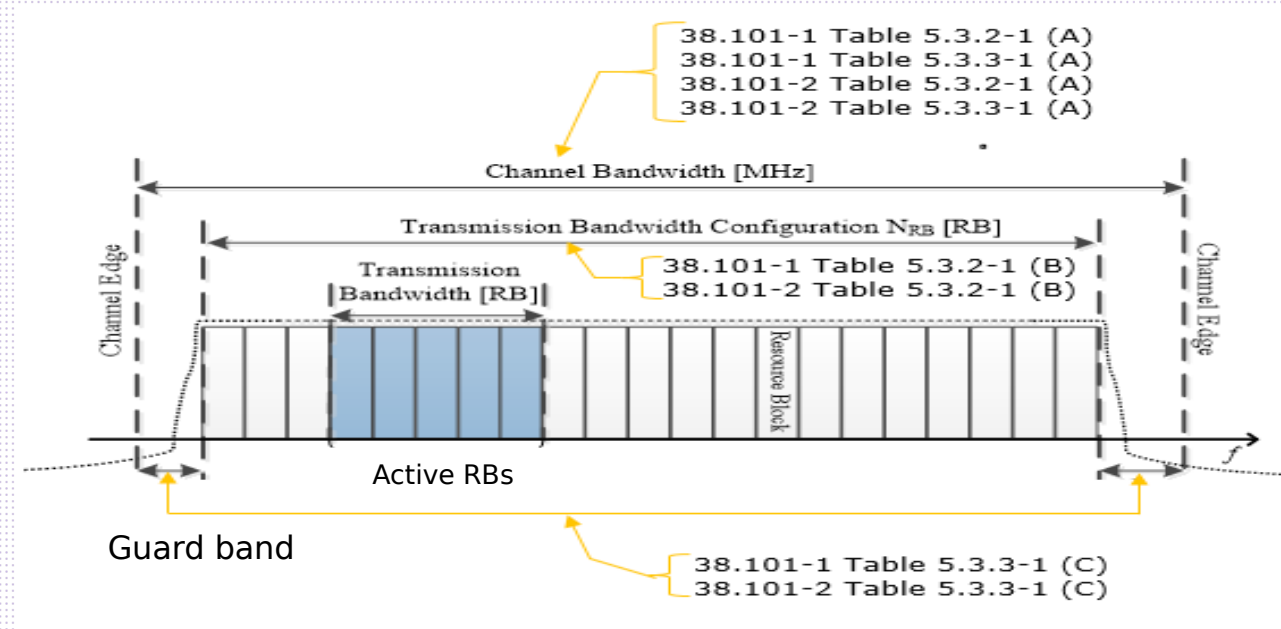 38.101-1 Table 5.3.2-1 (A)
38.101-1 Table 5.3.3-1 (A)
38.101-2 Table 5.3.2-1 (A)
38.101-2 Table 5.3.3-1 (A)
Channel Bandwidth [MHz]
Transmission Bandwidth Configuration NRB [RB]
38.101-1 Table 5.3.2-1 (B)
38.101-2 Table 5.3.2-1 (B)
Transmission
Bandwidth [RB]
Channel Edge
Channel Edge
Resource Block
f
Active RBs
Guard band
38.101-1 Table 5.3.3-1 (C)
38.101-2 Table 5.3.3-1 (C)